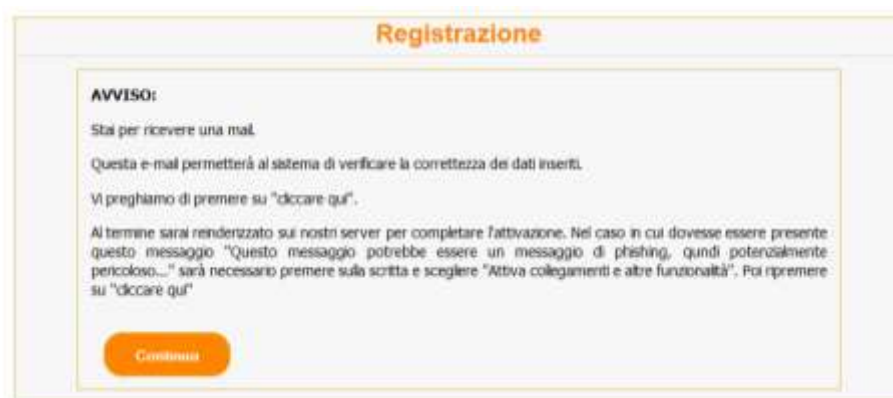 Registrazione
AVVISO:
Stai per ricevere una mail.
Questa e-mail permetterà al sistema di verificare la correttezza dei dati inseriti.
Vi preghiamo di premere su "cliccare qui".
Al termine sarai reinderizzato sui nostri server per completare l'attivazione. Nel caso in cui dovesse essere presente
questo messaggio "Questo messaggio potrebbe essere un messaggio di phishing, qundi potenzialmente
pericoloso..." sarà necessario premere sulla scritta e scegliere "Attiva collegamenti e altre funzionalità". Poi ripremere
su "cliccare qui"
Continua